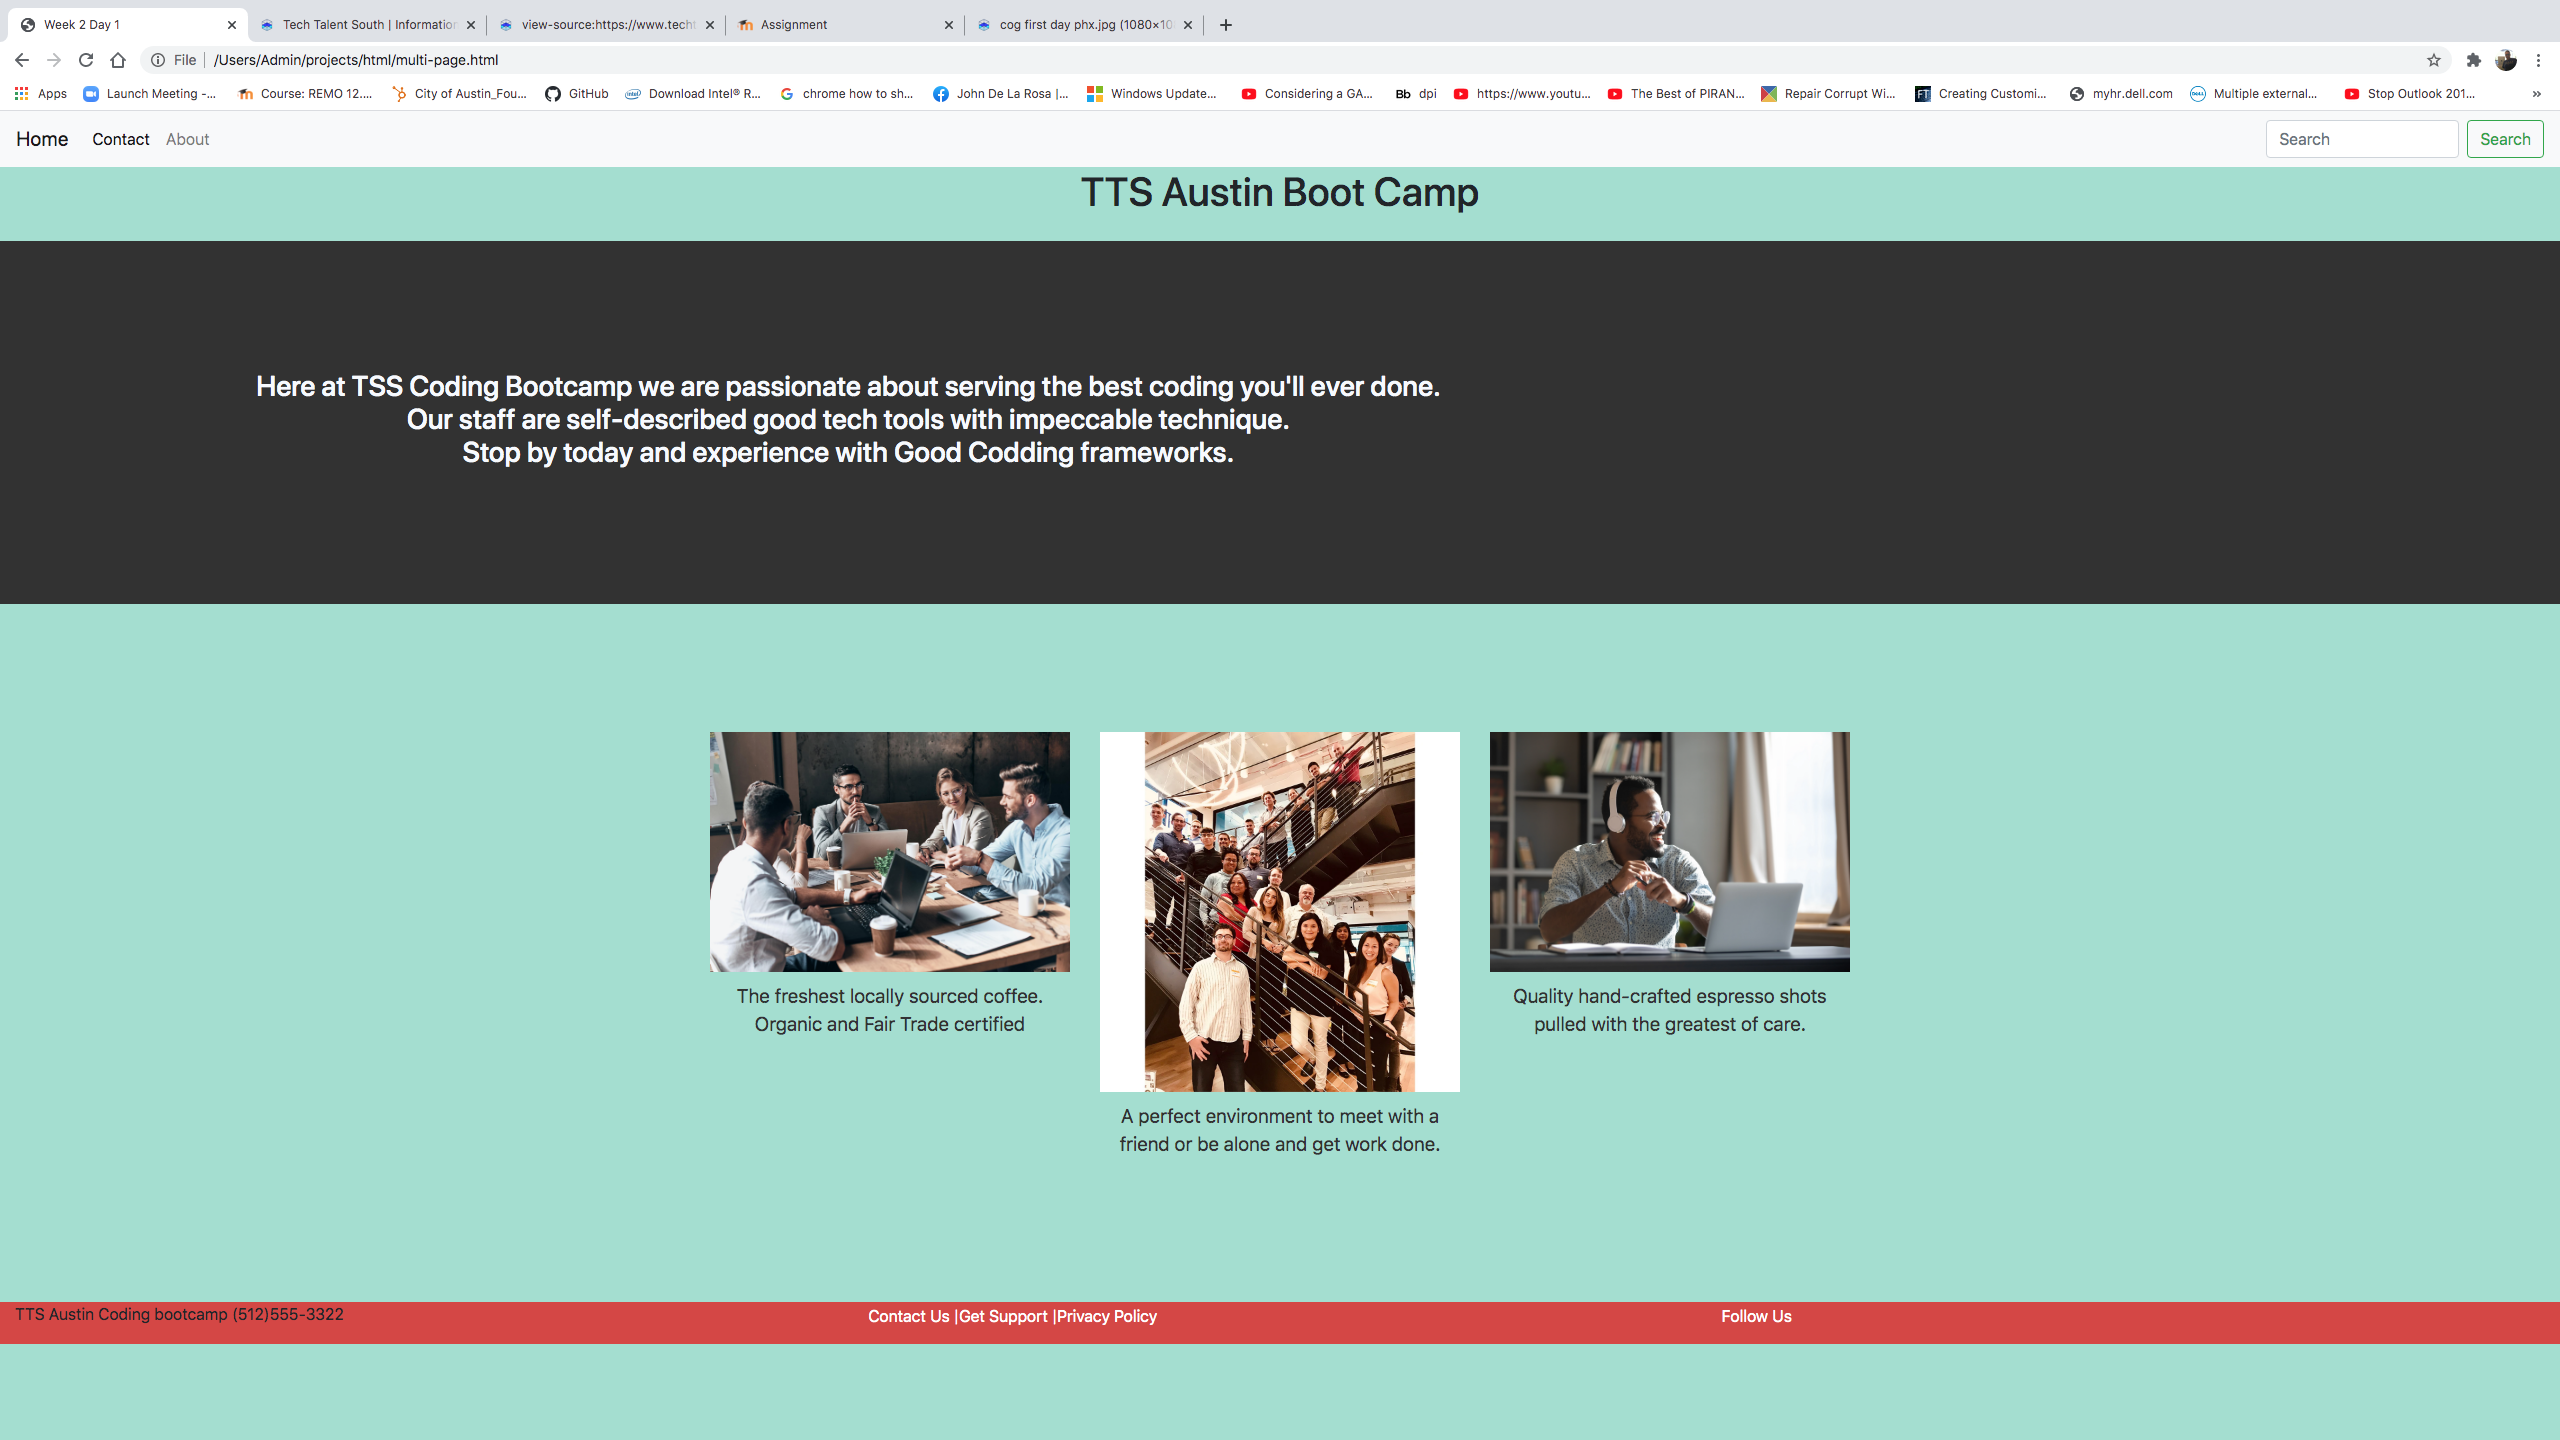 Week 2 Day 1
Tech Talent South | Information
view-source:https://www.techt
Assignment
cog first day phx.jpg (1080×10
File
/Users/Admin/projects/html/multi-page.html
Apps
Launch Meeting -...
Course: REMO 12....
City of Austin_Fou...
GitHub
Download Intel® R...
chrome how to sh...
John De La Rosa |...
Windows Update...
Considering a GA...
Bb dpi
https://www.youtu...
The Best of PIRAN...
Repair Corrupt Wi...
FT Creating Customi...
myhr.dell.com
Multiple external...
Stop Outlook 201...
»
Home
Contact
About
Search
Search
TTS Austin Boot Camp
Here at TSS Coding Bootcamp we are passionate about serving the best coding you'll ever done.
Our staff are self-described good tech tools with impeccable technique.
Stop by today and experience with Good Codding frameworks.
The freshest locally sourced coffee.
Organic and Fair Trade certified
A perfect environment to meet with a
friend or be alone and get work done.
Quality hand-crafted espresso shots
pulled with the greatest of care.
TTS Austin Coding bootcamp (512)555-3322
Contact Us |Get Support |Privacy Policy
Follow Us